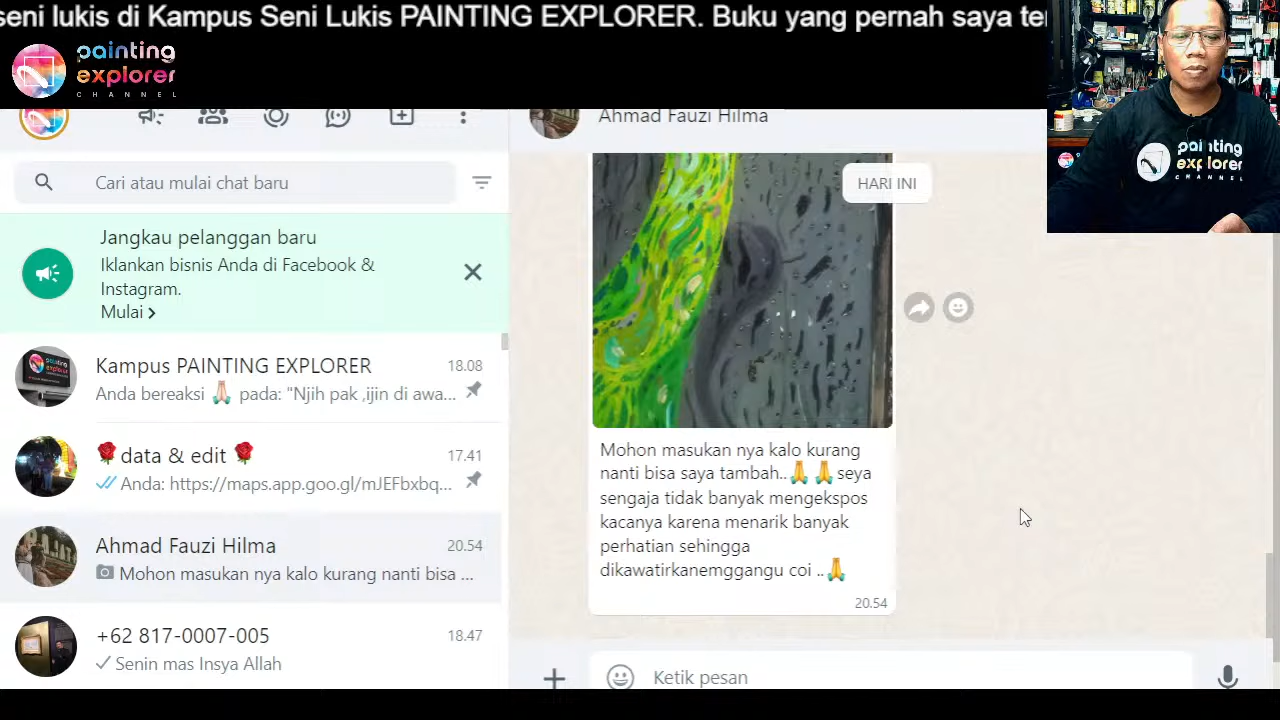 seni lukis di Kampus Seni Lukis PAINTING EXPLORER. Buku yang pernah saya
painting
explorer
CHANNEL
painting
explorer
CHANNEL
Cari atau mulai chat baru
Jangkau pelanggan baru
Iklankan bisnis Anda di Facebook &
Instagram.
Mulai >
Kampus PAINTING EXPLORER 18.08
Anda bereaksi 🙏🏻 pada: "Njih pak ,ijin di awa...
🌹data & edit 🌹 17.41
Anda: https://maps.app.goo.gl/mJEFbxbq...
Ahmad Fauzi Hilma 20.54
Mohon masukan nya kalo kurang nanti bisa ...
+62 817-0007-005 18.47
Senin mas Insya Allah
Ahmad Fauzi Hilma
HARI INI
Mohon masukan nya kalo kurang
nanti bisa saya tambah..🙏🙏seya
sengaja tidak banyak mengekspos
kacanya karena menarik banyak
perhatian sehingga
dikawatirkanemggangu coi ..🙏
20.54
Ketik pesan